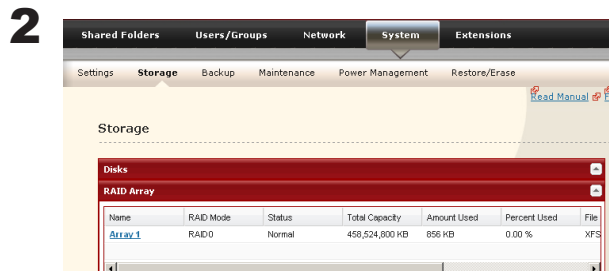 2
Shared Folders Users/Groups Network System Extensions
Settings Storage Backup Maintenance Power Management Restore/Erase
Read Manual
Storage
Disks
RAID Array
Name RAID Mode Status Total Capacity Amount Used Percent Used File
Array 1 RAID0 Normal 458,524,800 KB 856 KB 0.00 % XFS